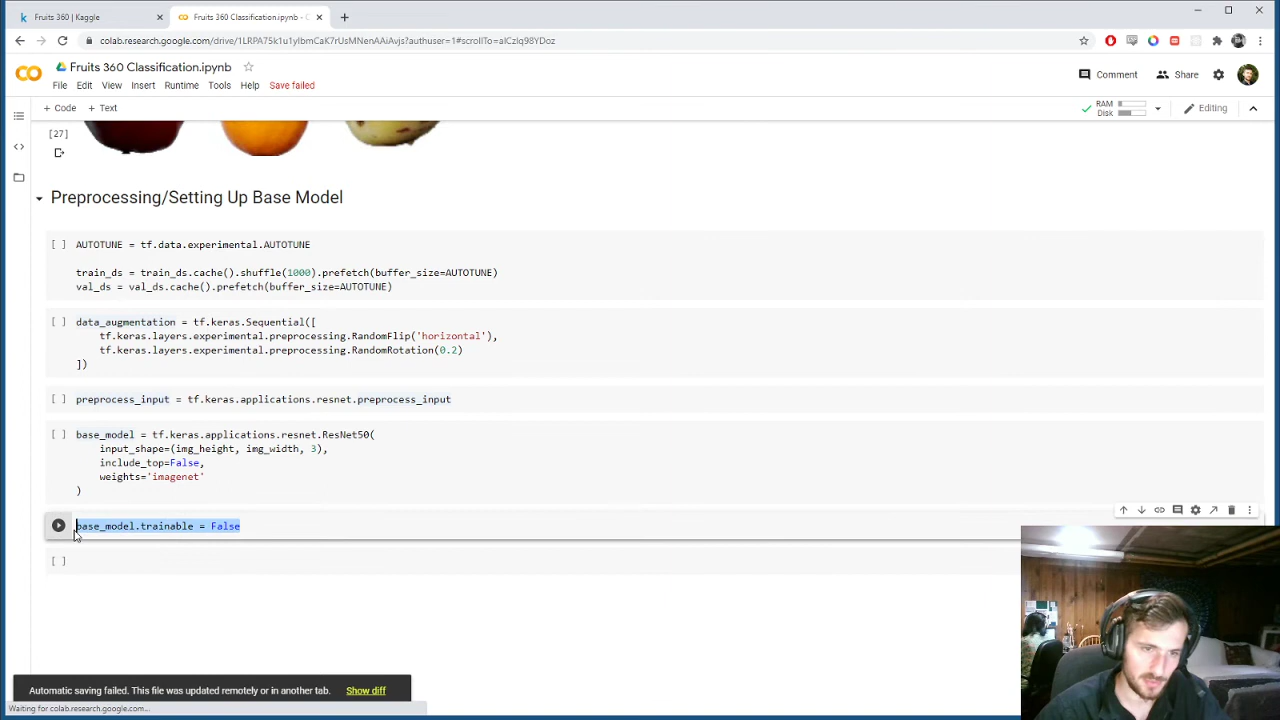 Fruits 360 | Kaggle
Fruits 360 Classification.ipynb - C
colab.research.google.com
Fruits 360 Classification.ipynb
File Edit View Insert Runtime Tools Help Save failed
Comment Share
+ Code + Text
RAM
Disk
Editing
[27]
Preprocessing/Setting Up Base Model
[ ] AUTOTUNE = tf.data.experimental.AUTOTUNE
train_ds = train_ds.cache().shuffle(1000).prefetch(buffer_size=AUTOTUNE)
val_ds = val_ds.cache().prefetch(buffer_size=AUTOTUNE)
[ ] data_augmentation = tf.keras.Sequential([
tf.keras.layers.experimental.preprocessing.RandomFlip('horizontal'),
tf.keras.layers.experimental.preprocessing.RandomRotation(0.2)
])
[ ] preprocess_input = tf.keras.applications.resnet.preprocess_input
[ ] base_model = tf.keras.applications.resnet.ResNet50(
input_shape=(img_height, img_width, 3),
include_top=False,
weights='imagenet'
)
base_model.trainable = False
[ ]
Automatic saving failed. This file was updated remotely or in another tab. Show diff
Waiting for colab.research.google.com...